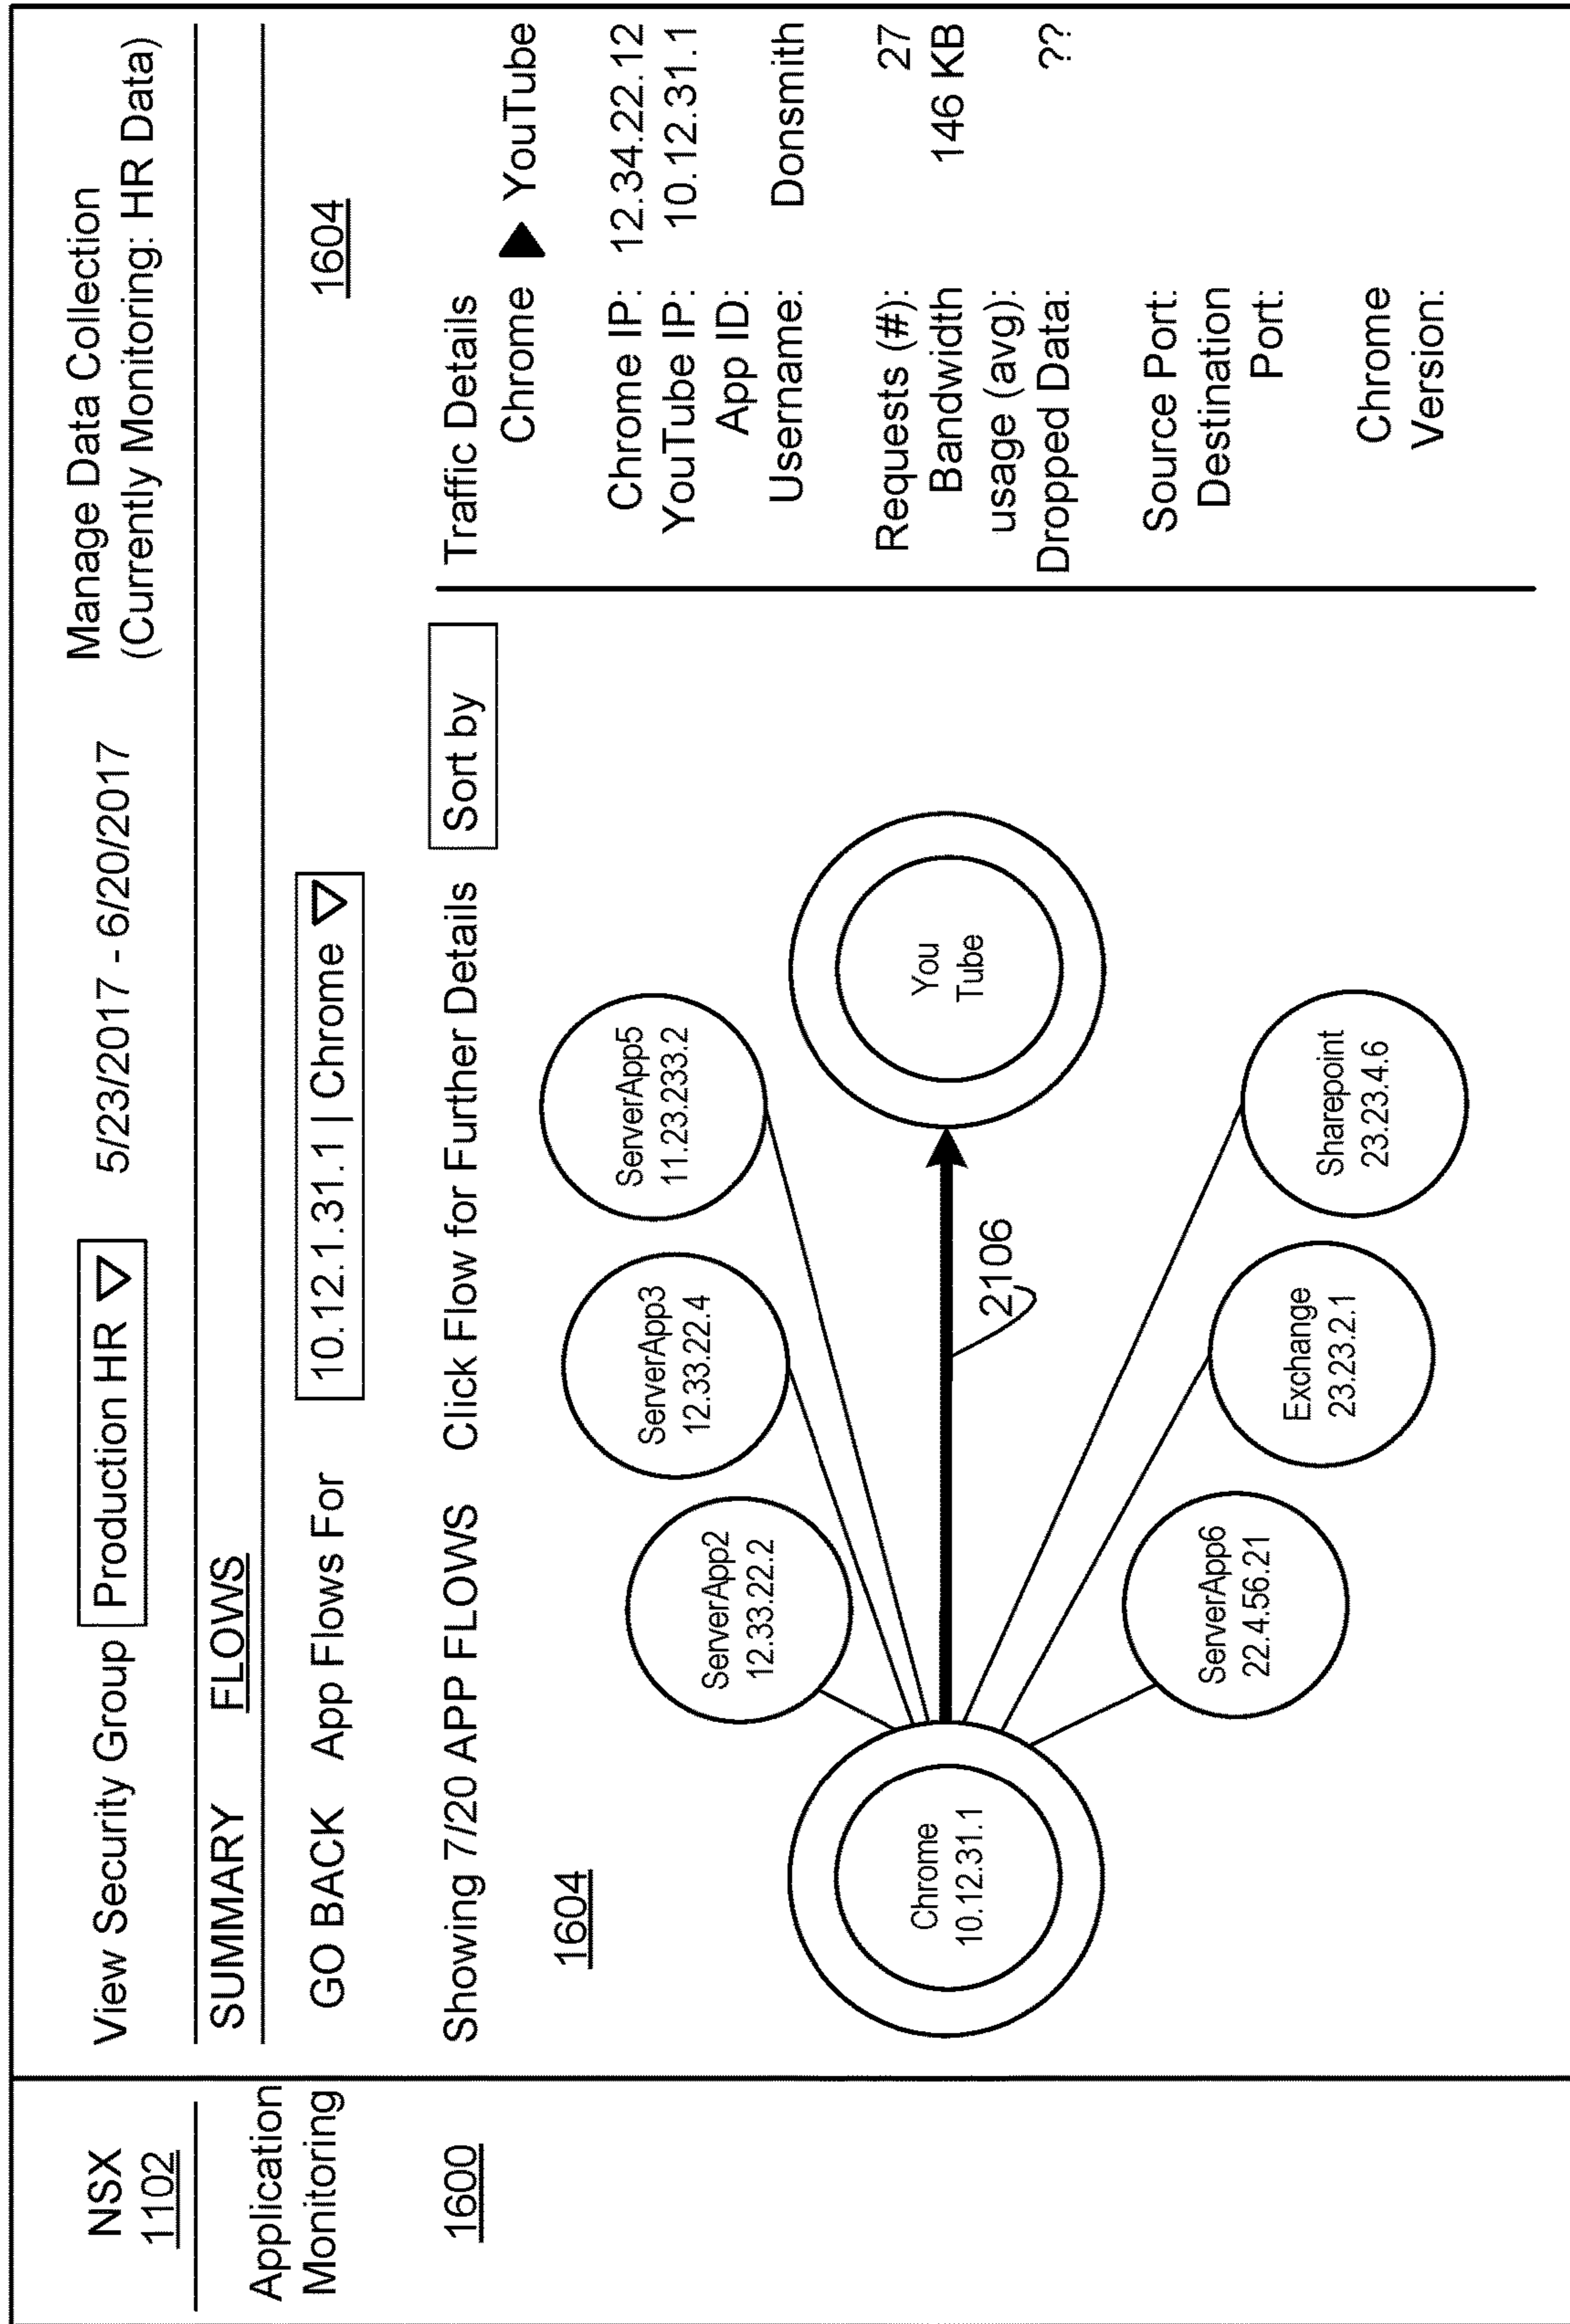 NSX
1102
Application
Monitoring
1600
View Security Group Production HR 5/23/2017 - 6/20/2017
Manage Data Collection
(Currently Monitoring: HR Data)
SUMMARY FLOWS
GO BACK App Flows For 10.12.1.31.1 | Chrome
1604
Showing 7/20 APP FLOWS Click Flow for Further Details Sort by
1604
ServerApp2
12.33.22.2
ServerApp3
12.33.22.4
ServerApp5
11.23.233.2
Chrome
10.12.31.1
You
Tube
2106
ServerApp6
22.4.56.21
Exchange
23.23.2.1
Sharepoint
23.23.4.6
Traffic Details
Chrome ▶ YouTube
Chrome IP: 12.34.22.12
YouTube IP: 10.12.31.1
App ID:
Username: Donsmith
Requests (#): 27
Bandwidth 146 KB
usage (avg):
Dropped Data: ??
Source Port:
Destination
Port:
Chrome
Version: